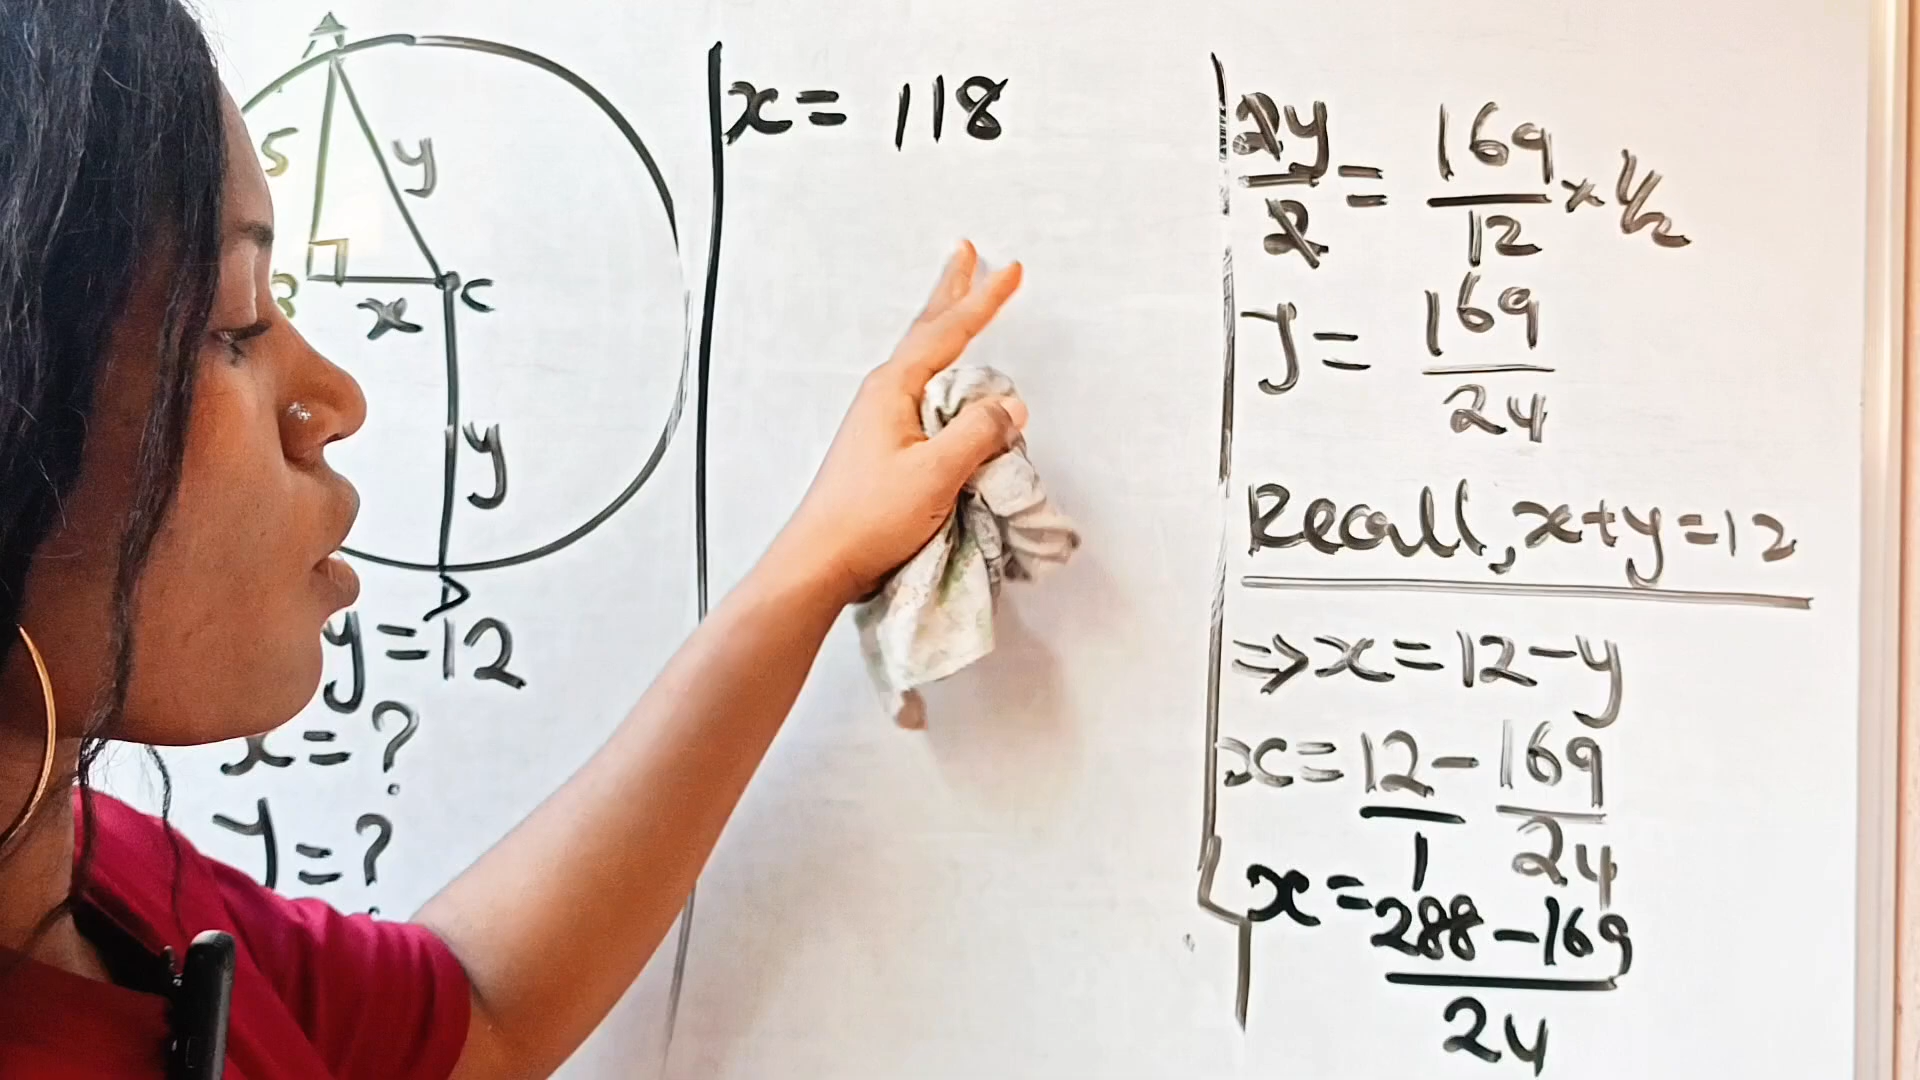 A
5
y
B
C
x
y
D
y=12
x=?
y=?
x= 118
2y/2 = 169/12 × 1/2
y= 169/24
Recall, x+y=12
⇒x=12-y
x= 12/1 - 169/24
x= 288-169/24